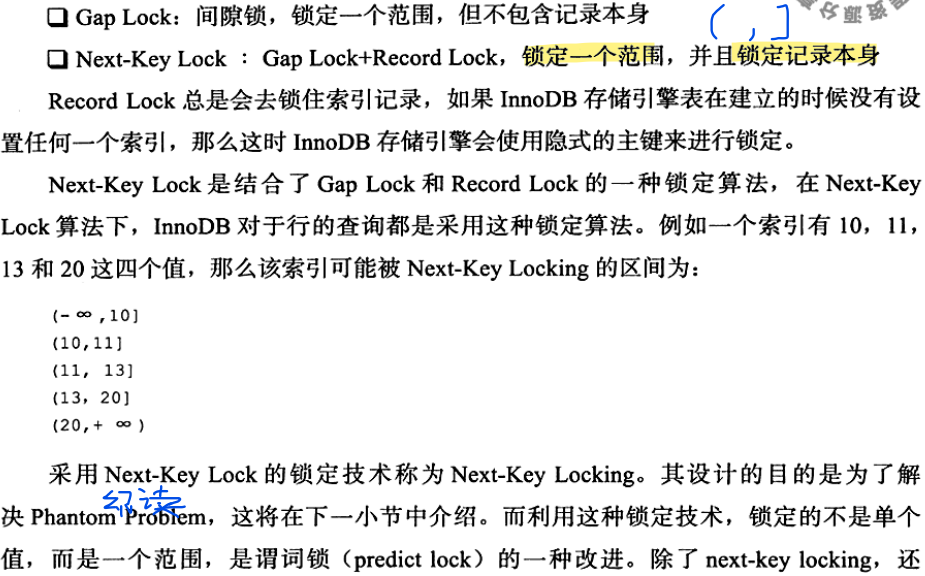 ❑ Gap Lock：间隙锁，锁定一个范围，但不包含记录本身
( , ]
❑ Next-Key Lock ：Gap Lock+Record Lock，锁定一个范围，并且锁定记录本身
Record Lock 总是会去锁住索引记录，如果 InnoDB 存储引擎表在建立的时候没有设
置任何一个索引，那么这时 InnoDB 存储引擎会使用隐式的主键来进行锁定。
Next-Key Lock 是结合了 Gap Lock 和 Record Lock 的一种锁定算法，在 Next-Key
Lock 算法下，InnoDB 对于行的查询都是采用这种锁定算法。例如一个索引有 10，11，
13 和 20 这四个值，那么该索引可能被 Next-Key Locking 的区间为：
(- ∞ ,10]
(10,11]
(11, 13]
(13, 20]
(20,+ ∞ )
采用 Next-Key Lock 的锁定技术称为 Next-Key Locking。其设计的目的是为了解
决 Phantom Problem，这将在下一小节中介绍。而利用这种锁定技术，锁定的不是单个
值，而是一个范围，是谓词锁（predict lock）的一种改进。除了 next-key locking，还